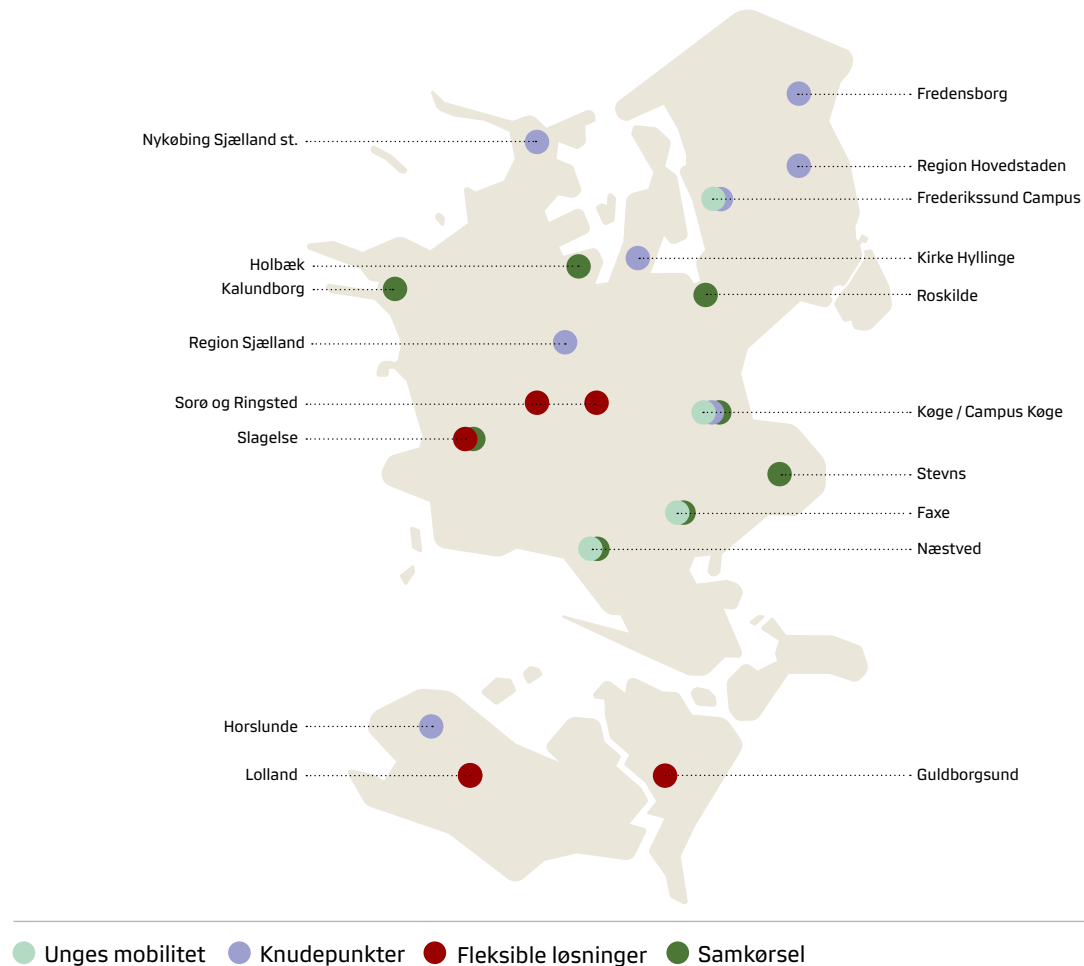 Nykøbing Sjælland st.
Holbæk
Kalundborg
Region Sjælland
Sorø og Ringsted
Slagelse
Horslunde
Lolland
Fredensborg
Region Hovedstaden
Frederikssund Campus
Kirke Hyllinge
Roskilde
Køge / Campus Køge
Stevns
Faxe
Næstved
Guldborgsund
Unges mobilitet Knudepunkter Fleksible løsninger Samkørsel